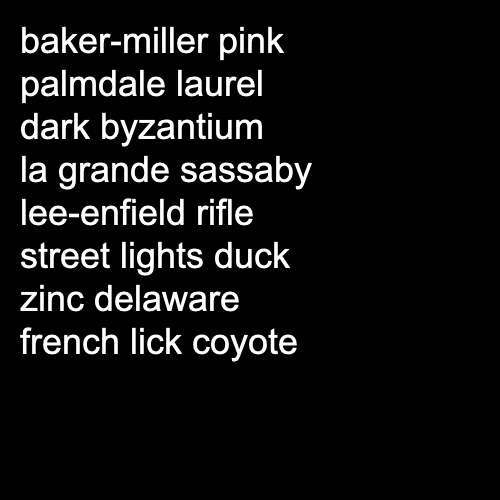 baker-miller pink
palmdale laurel
dark byzantium
la grande sassaby
lee-enfield rifle
street lights duck
zinc delaware
french lick coyote